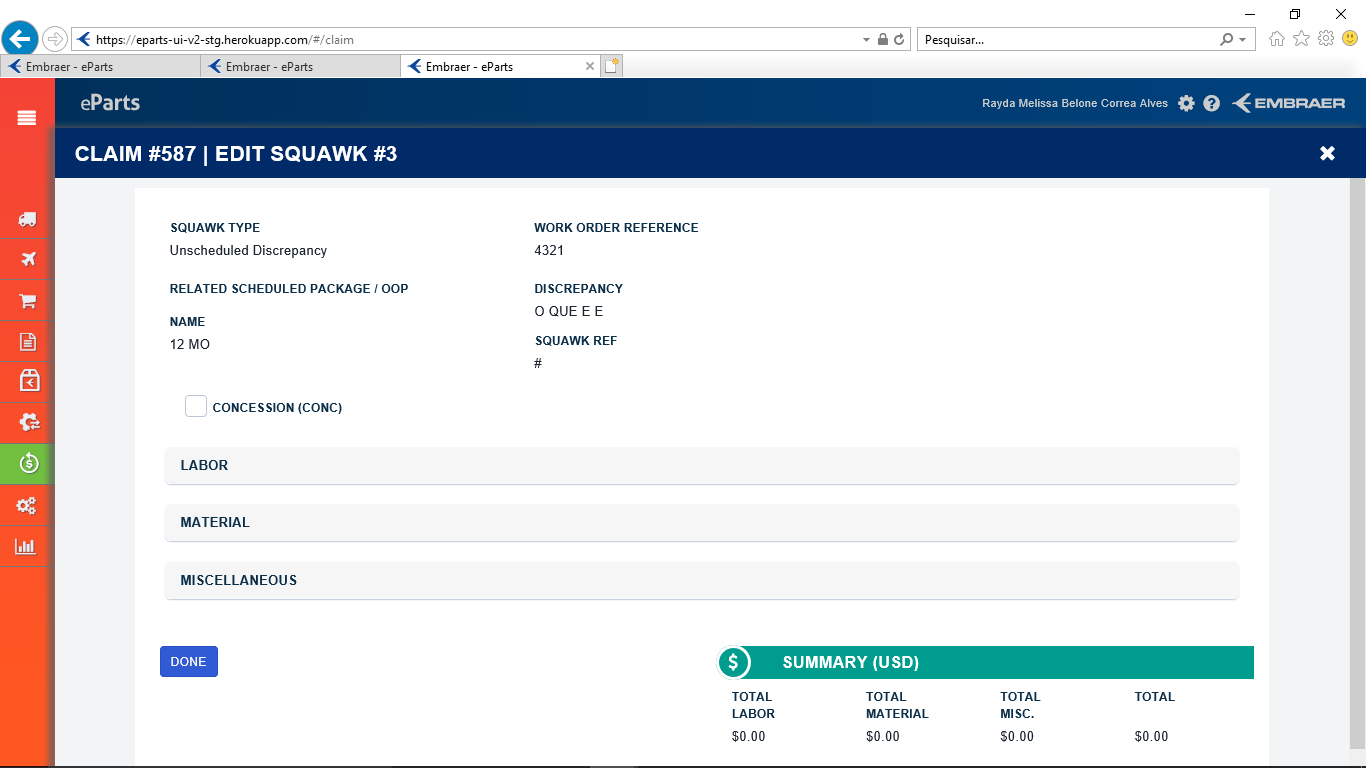 https://eparts-ui-v2-stg.herokuapp.com/#/claim
Pesquisar...
Embraer - eParts
Embraer - eParts
Embraer - eParts
eParts
Rayda Melissa Belone Correa Alves
EMBRAER
CLAIM #587 | EDIT SQUAWK #3
SQUAWK TYPE
WORK ORDER REFERENCE
Unscheduled Discrepancy
4321
RELATED SCHEDULED PACKAGE / OOP
DISCREPANCY
O QUE E E
NAME
12 MO
SQUAWK REF
#
CONCESSION (CONC)
LABOR
MATERIAL
MISCELLANEOUS
DONE
$ SUMMARY (USD)
TOTAL LABOR
TOTAL MATERIAL
TOTAL MISC.
TOTAL
$0.00
$0.00
$0.00
$0.00